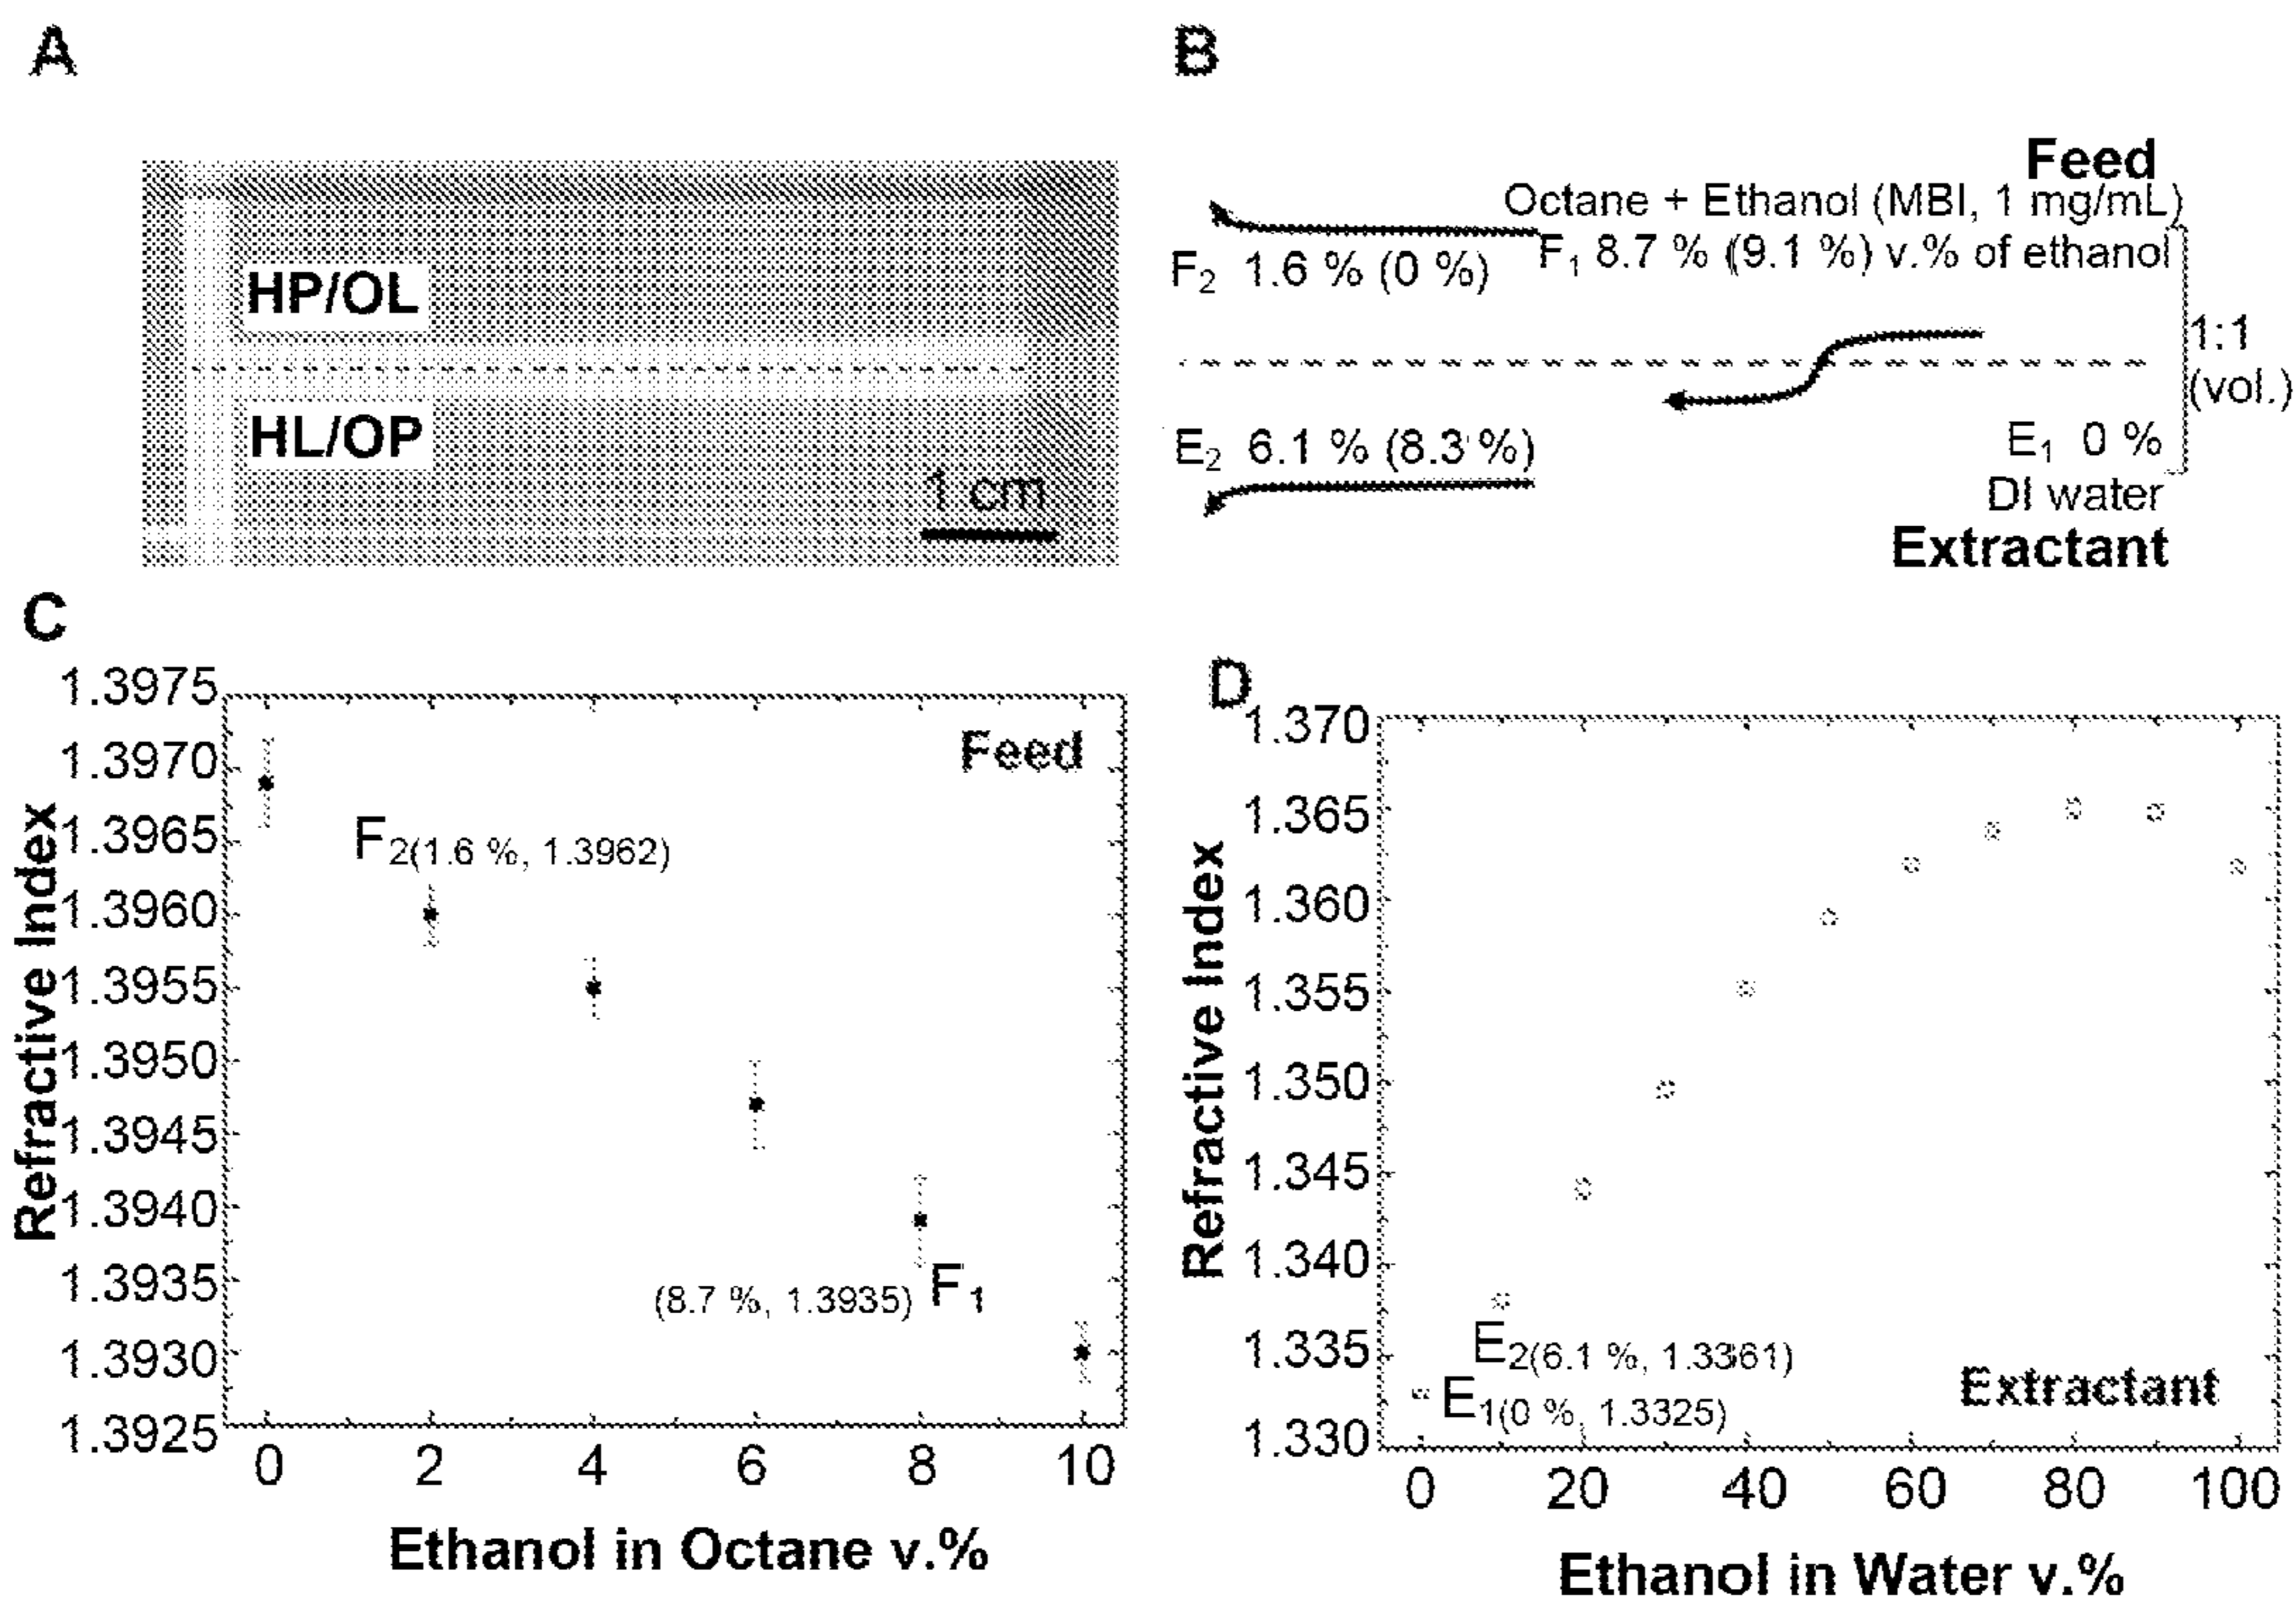 A
HP/OL
HL/OP
1 cm
B
Feed
Octane + Ethanol (MBI, 1 mg/mL)
F₁ 8.7 % (9.1 %) v.% of ethanol
F₂ 1.6 % (0 %)
1:1
(vol.)
E₂ 6.1 % (8.3 %)
E₁ 0 %
DI water
Extractant
C
Refractive Index
1.3975
1.3970
1.3965
1.3960
1.3955
1.3950
1.3945
1.3940
1.3935
1.3930
1.3925
Feed
F₂(1.6 %, 1.3962)
(8.7 %, 1.3935) F₁
0 2 4 6 8 10
Ethanol in Octane v.%
D
Refractive Index
1.370
1.365
1.360
1.355
1.350
1.345
1.340
1.335
1.330
E₂(6.1 %, 1.3361)
E₁(0 %, 1.3325)
Extractant
0 20 40 60 80 100
Ethanol in Water v.%